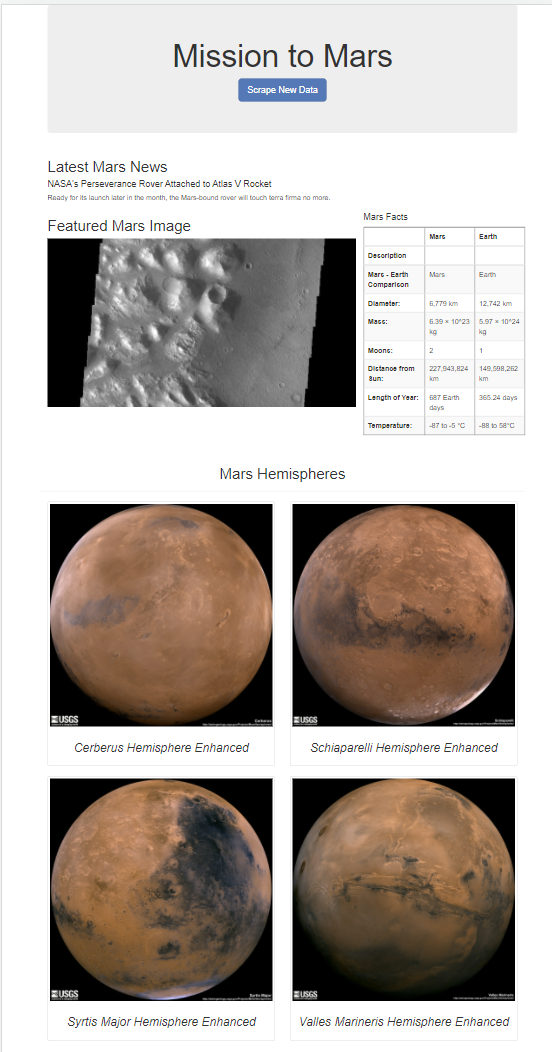 Mission to Mars
Scrape New Data
Latest Mars News
NASA's Perseverance Rover Attached to Atlas V Rocket
Ready for its launch later in the month, the Mars-bound rover will touch terra firma no more.
Featured Mars Image
Mars Facts
Mars Earth
Description
Mars - Earth Comparison Mars Earth
Diameter: 6,779 km 12,742 km
Mass: 6.39 × 10^23 kg 5.97 × 10^24 kg
Moons: 2 1
Distance from Sun: 227,943,824 km 149,598,262 km
Length of Year: 687 Earth days 365.24 days
Temperature: -87 to -5 °C -88 to 58°C
Mars Hemispheres
USGS
Cerberus
USGS
Schiaparelli
Cerberus Hemisphere Enhanced
Schiaparelli Hemisphere Enhanced
USGS
Syrtis Major
USGS
Valles Marineris
Syrtis Major Hemisphere Enhanced
Valles Marineris Hemisphere Enhanced